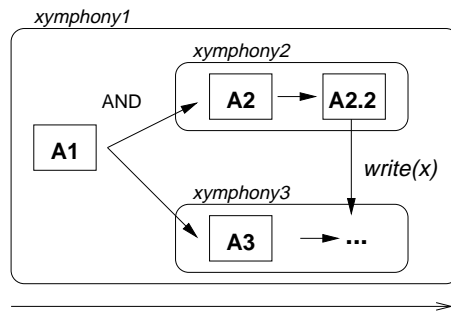 xymphony1
xymphony2
AND
A2
A2.2
A1
write(x)
xymphony3
A3
...